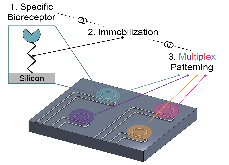 1. Specific
Bioreceptor
2. Immobilization
3. Multiplex
Patterning
Silicon